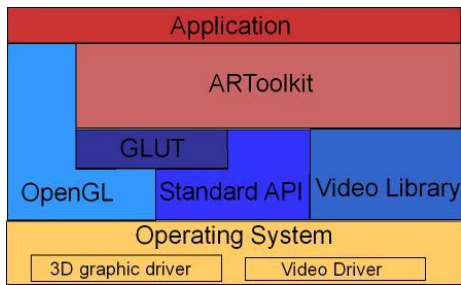 Application
ARToolkit
GLUT
OpenGL
Standard API
Video Library
Operating System
3D graphic driver
Video Driver